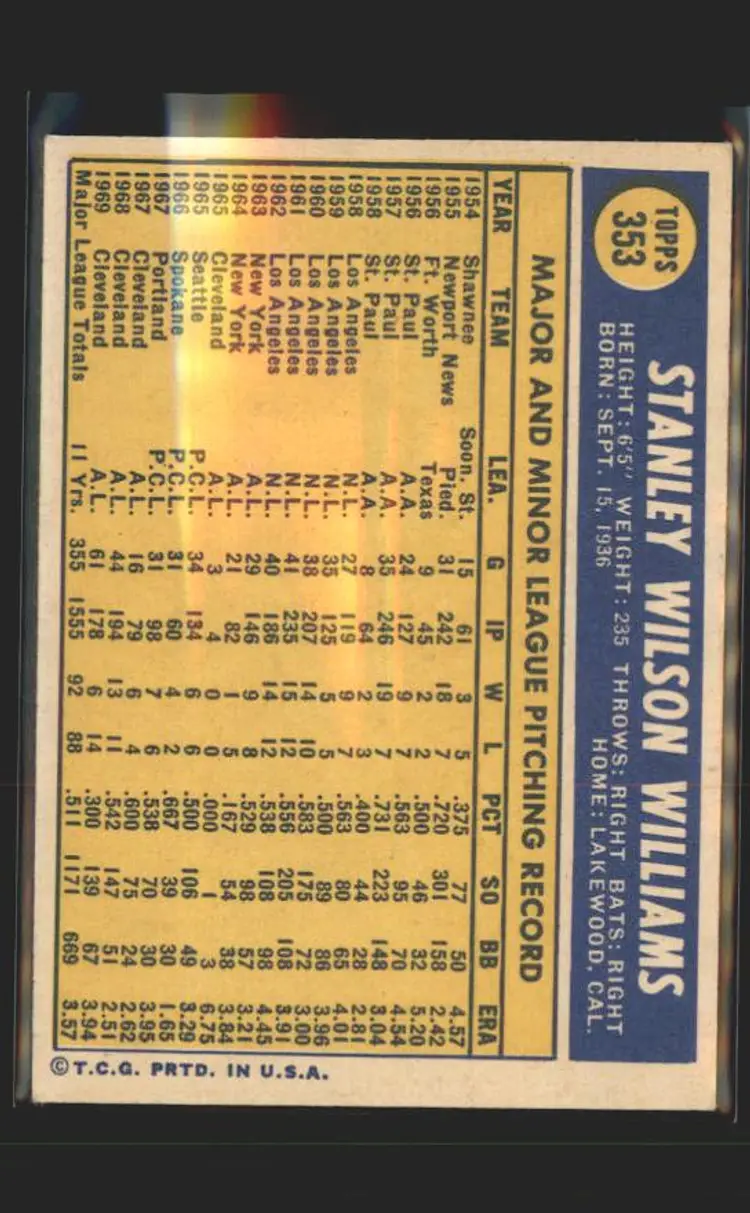 TOPPS
353
STANLEY WILSON WILLIAMS
HEIGHT: 6'5" WEIGHT: 235 THROWS: RIGHT BATS: RIGHT
BORN: SEPT. 15, 1936 HOME: LAKEWOOD, CAL.
MAJOR AND MINOR LEAGUE PITCHING RECORD
YEAR TEAM LEA. G IP W L PCT SO BB ERA
1954 Shawnee Soon. St. 15 61 3 5 .375 77 50 4.57
1955 Newport News Pied. 31 242 18 7 .720 301 158 2.42
1956 Ft. Worth Texas 9 45 2 2 .500 46 32 5.20
1956 St. Paul A.A. 24 127 9 7 .563 95 70 4.54
1957 St. Paul A.A. 35 246 19 7 .731 223 148 3.04
1958 St. Paul A.A. 8 64 2 3 .400 44 28 2.81
1958 Los Angeles N.L. 27 119 9 7 .563 80 65 4.01
1959 Los Angeles N.L. 35 125 5 5 .500 89 86 3.96
1960 Los Angeles N.L. 38 207 14 10 .583 175 72 3.00
1961 Los Angeles N.L. 41 235 15 12 .556 205 108 3.91
1962 Los Angeles N.L. 40 186 14 12 .538 108 98 4.45
1963 New York A.L. 29 146 9 8 .529 98 57 3.21
1964 New York A.L. 21 82 1 5 .167 54 38 3.84
1965 Cleveland A.L. 3 4 0 0 .000 1 3 6.75
1965 Seattle P.C.L. 34 134 6 6 .500 106 49 3.29
1966 Spokane P.C.L. 31 60 4 2 .667 39 30 1.65
1967 Portland P.C.L. 31 98 7 6 .538 70 30 3.95
1967 Cleveland A.L. 16 79 6 4 .600 75 24 2.62
1968 Cleveland A.L. 44 194 13 11 .542 147 51 2.51
1969 Cleveland A.L. 61 178 6 14 .300 139 67 3.94
Major League Totals 11 Yrs. 355 1555 92 88 .511 1171 669 3.57
© T.C.G. PRTD. IN U.S.A.